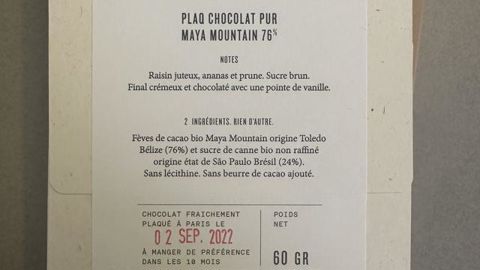 PLAQ CHOCOLAT PUR
MAYA MOUNTAIN 76%
NOTES
Raisin juteux, ananas et prune. Sucre brun.
Final crémeux et chocolaté avec une pointe de vanille.
2 INGRÉDIENTS. RIEN D'AUTRE.
Fèves de cacao bio Maya Mountain origine Toledo
Bélize (76%) et sucre de canne bio non raffiné
origine état de São Paulo Brésil (24%).
Sans lécithine. Sans beurre de cacao ajouté.
CHOCOLAT FRAICHEMENT
PLAQUÉ À PARIS LE
02 SEP. 2022
À MANGER DE PRÉFÉRENCE
DANS LES 10 MOIS
POIDS
NET
60 GR